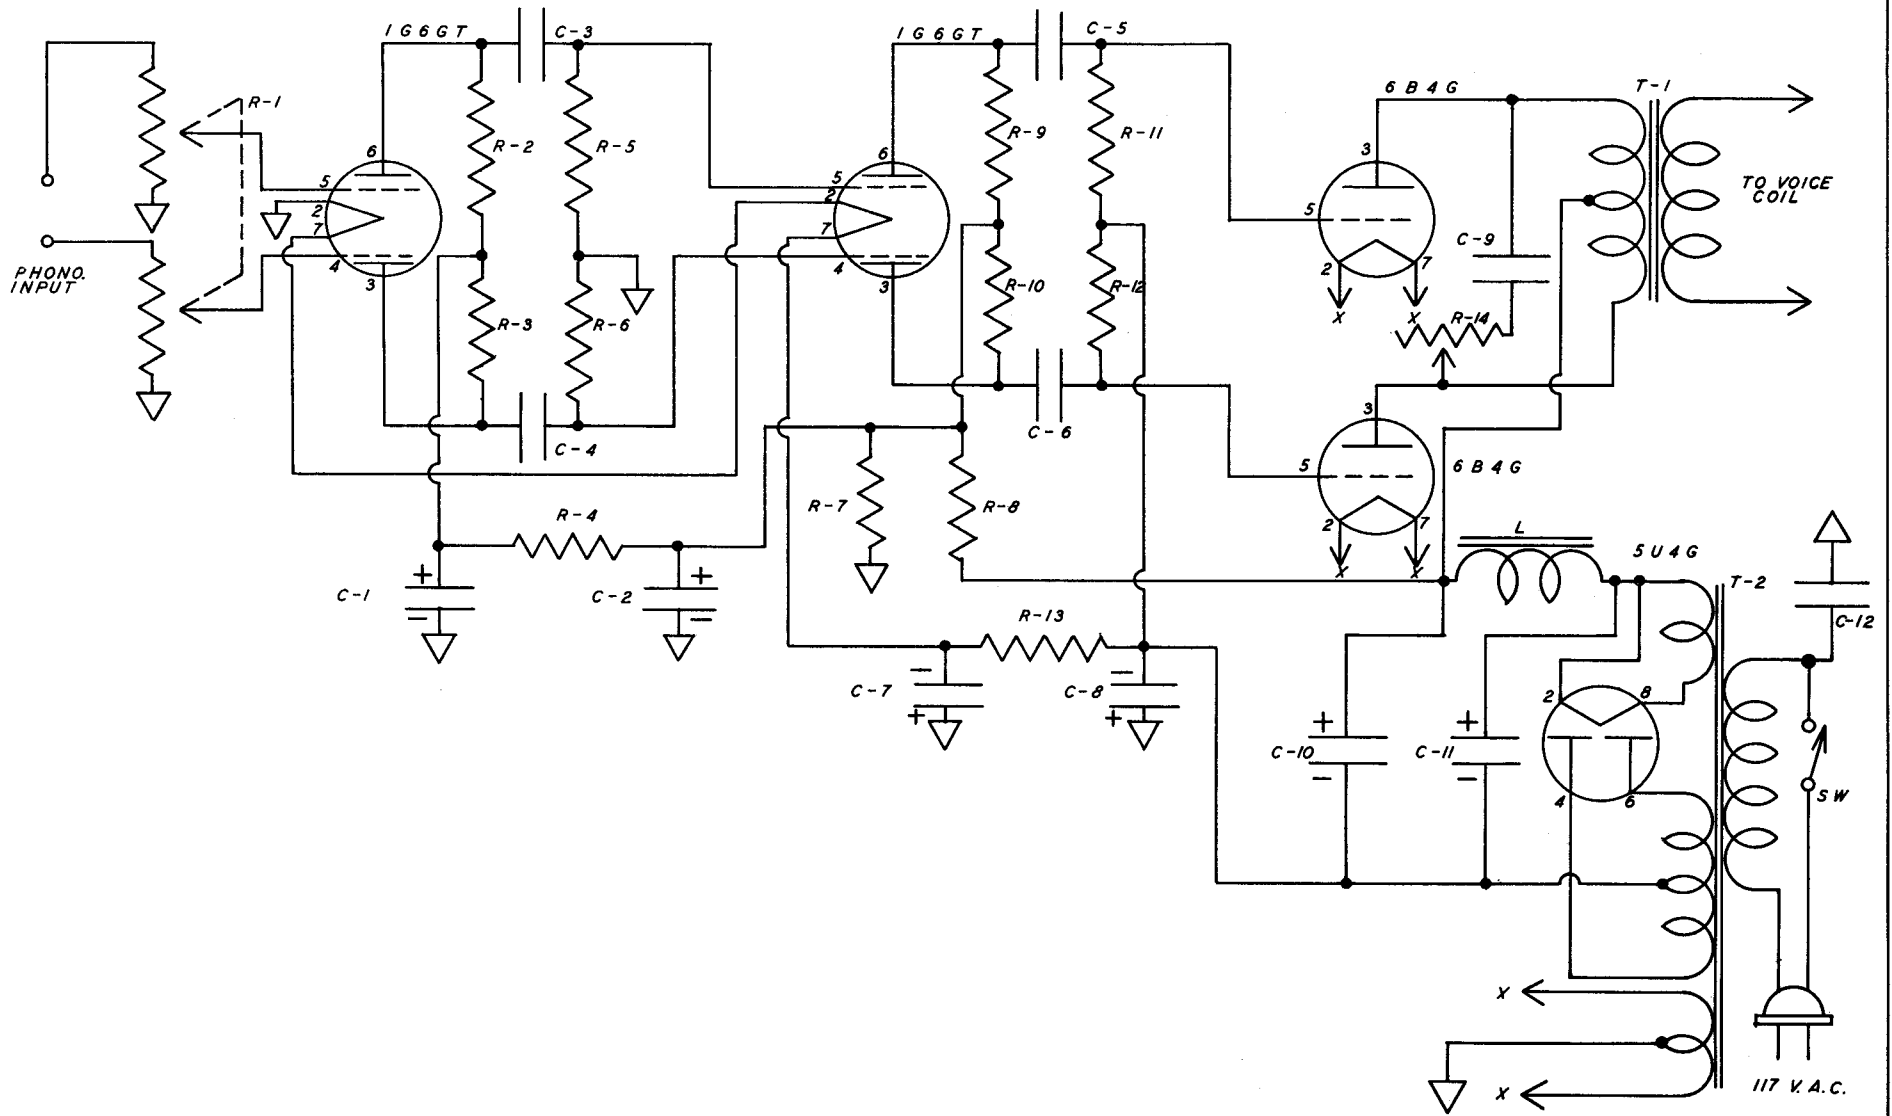 1G6GT
C-3
1G6GT
C-5
6B4G
T-1
R-1
R-2
R-5
R-9
R-11
6
5
2
7
4
3
6
5
2
7
4
3
3
5
2
7
X
X
TO VOICE
COIL
C-9
PHONO.
INPUT
R-3
R-6
R-10
R-12
R-14
C-4
C-6
3
5
2
7
X
X
6B4G
R-4
R-7
R-8
L
5U4G
T-2
C-1
+
-
C-2
+
-
R-13
C-12
C-7
-
+
C-8
-
+
2
8
4
6
C-10
+
-
C-11
+
-
SW
X
X
117 V.A.C.